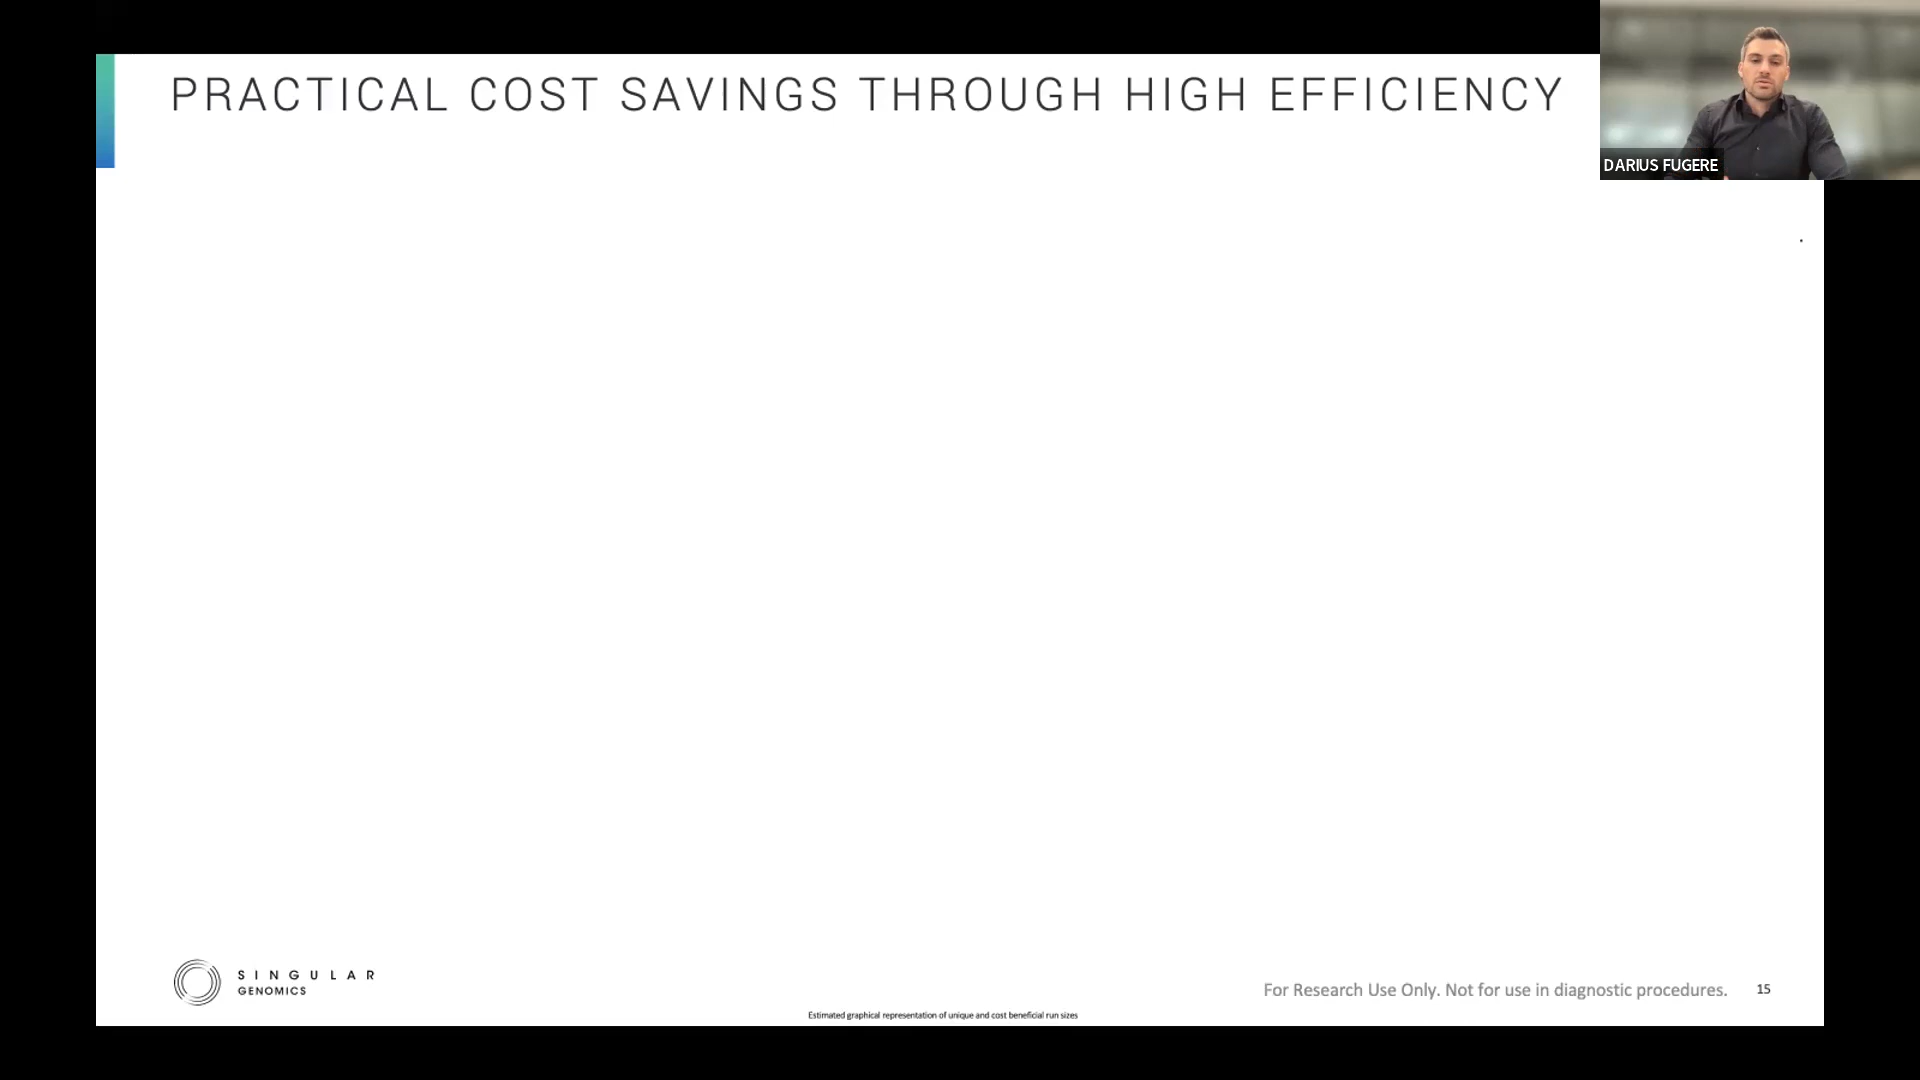 PRACTICAL COST SAVINGS THROUGH HIGH EFFICIENCY
DARIUS FUGERE
SINGULAR
GENOMICS
For Research Use Only. Not for use in diagnostic procedures. 15
Estimated graphical representation of unique and cost beneficial run sizes